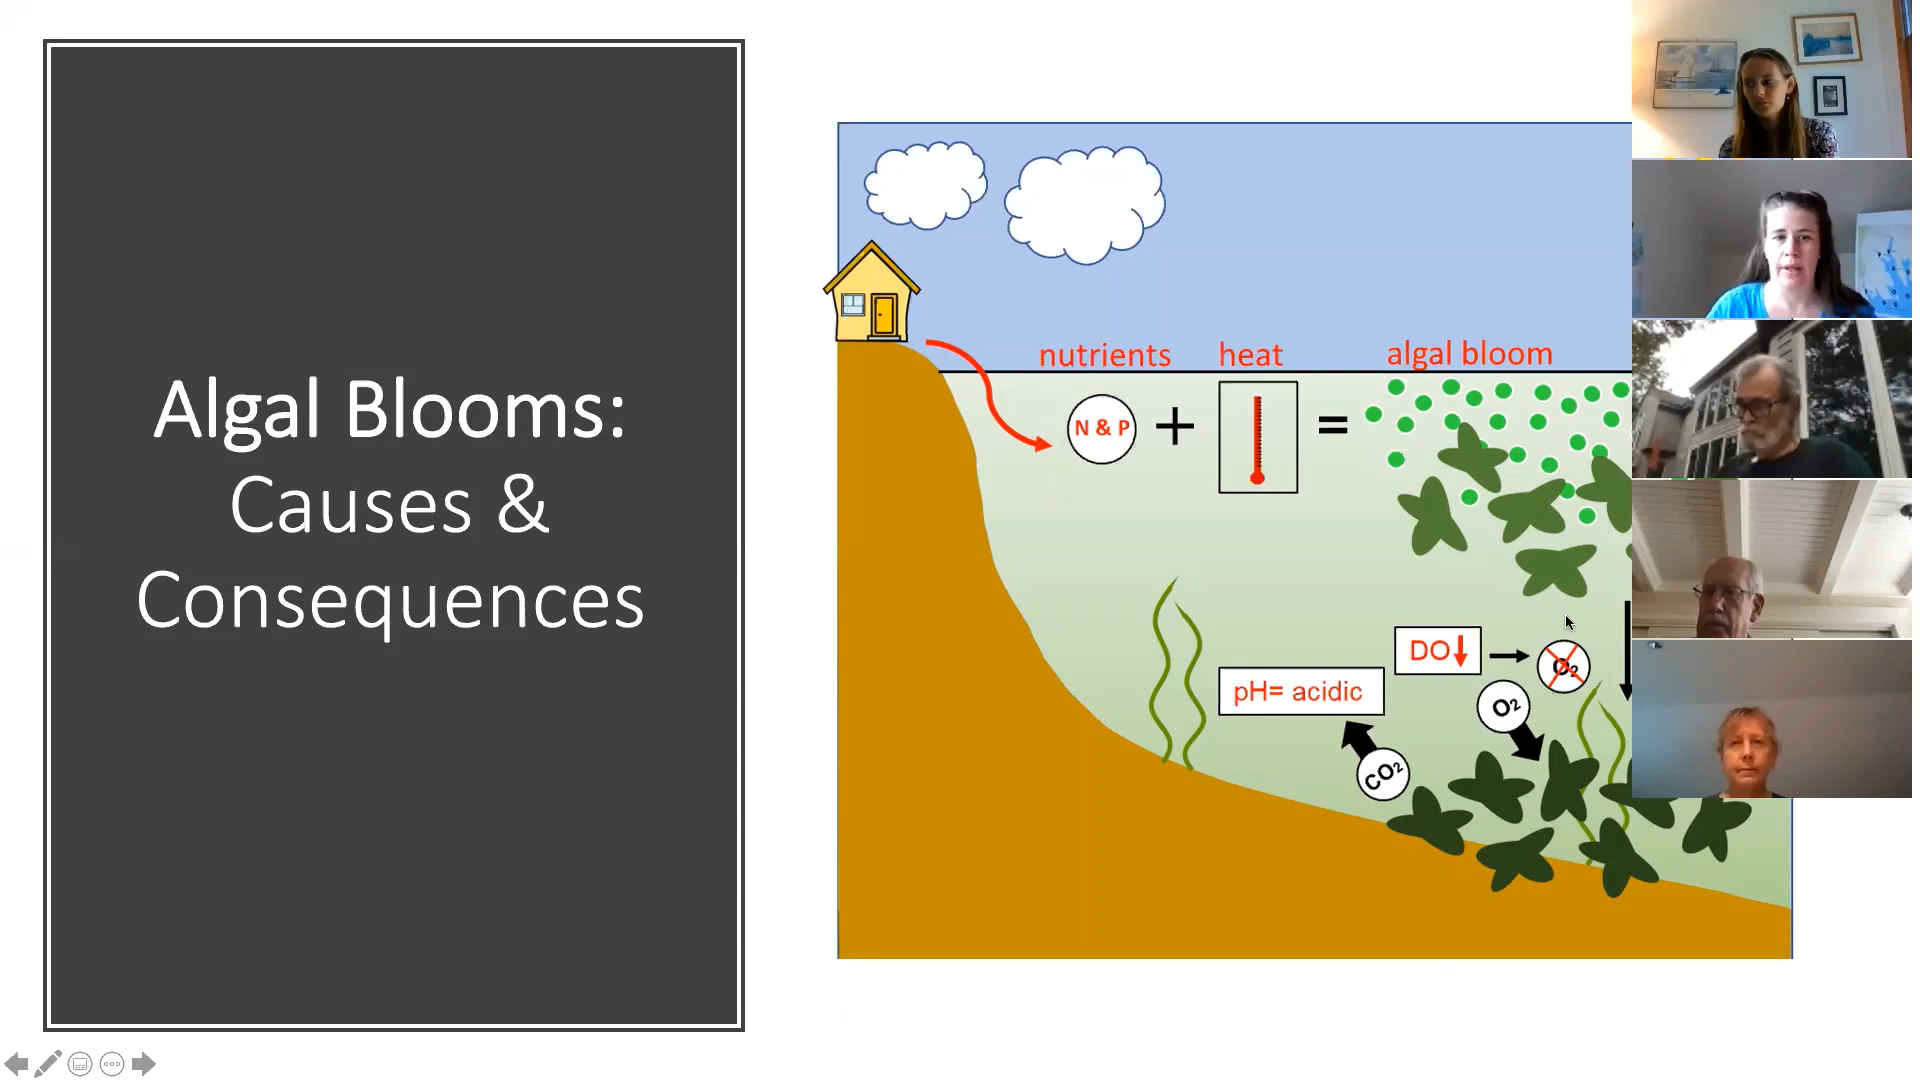 Algal Blooms:
Causes &
Consequences
nutrients heat algal bloom
N & P + =
DO
O₂
pH= acidic
O₂
CO₂